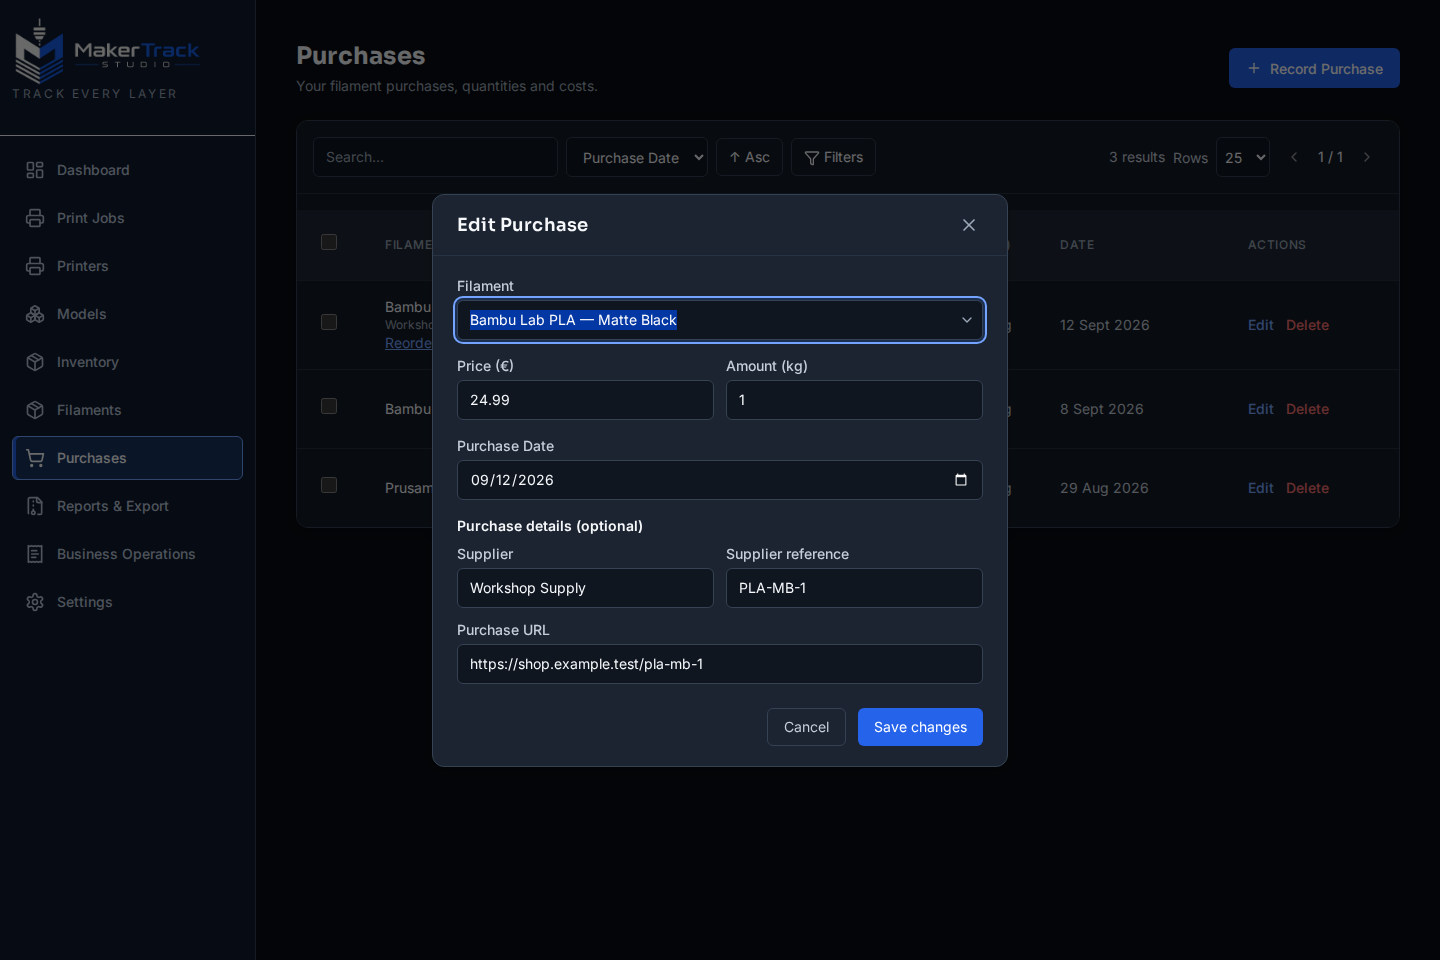 MakerTrack
STUDIO
TRACK EVERY LAYER
Dashboard
Print Jobs
Printers
Models
Inventory
Filaments
Purchases
Reports & Export
Business Operations
Settings
Purchases
Your filament purchases, quantities and costs.
+ Record Purchase
Search...
Purchase Date
↑ Asc
Filters
3 results
Rows
25
1 / 1
DATE
ACTIONS
Bambu
Reorde
12 Sept 2026
Edit
Delete
Bambu
8 Sept 2026
Edit
Delete
Prusam
29 Aug 2026
Edit
Delete
Edit Purchase
Filament
Bambu Lab PLA — Matte Black
Price (€)
Amount (kg)
24.99
1
Purchase Date
09/12/2026
Purchase details (optional)
Supplier
Supplier reference
Workshop Supply
PLA-MB-1
Purchase URL
https://shop.example.test/pla-mb-1
Cancel
Save changes